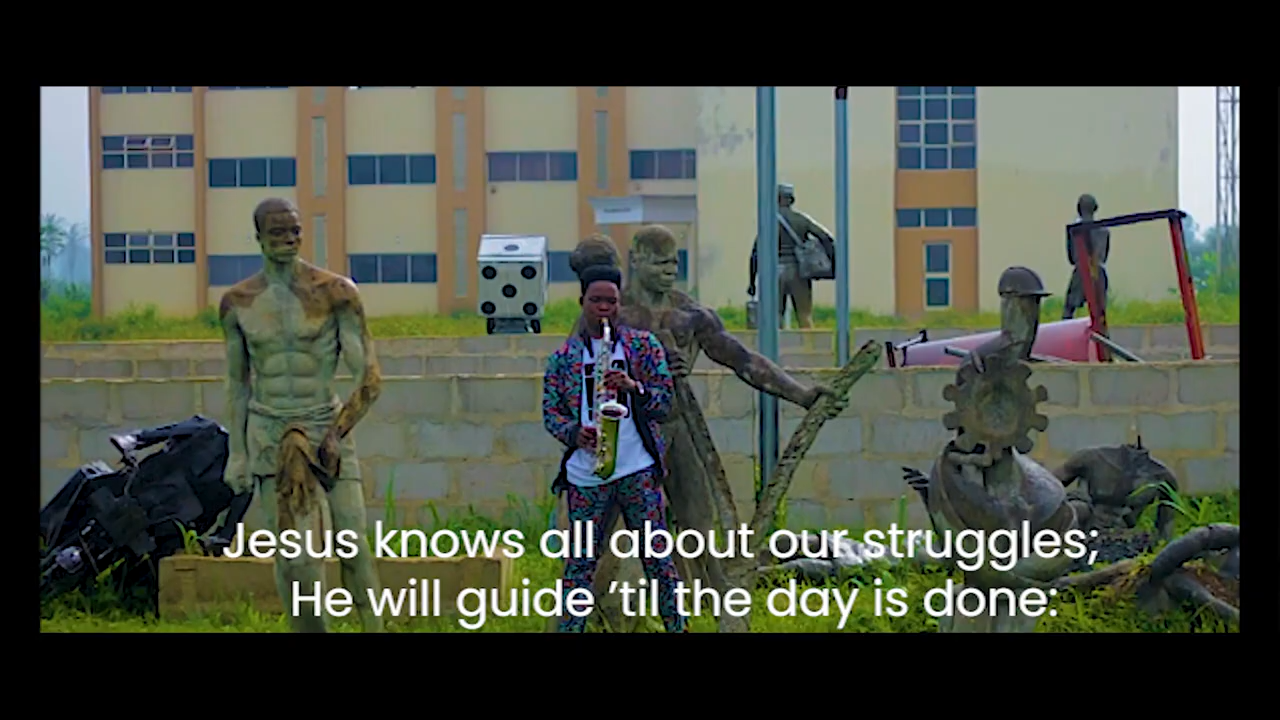 Jesus knows all about our struggles;
He will guide ’til the day is done: